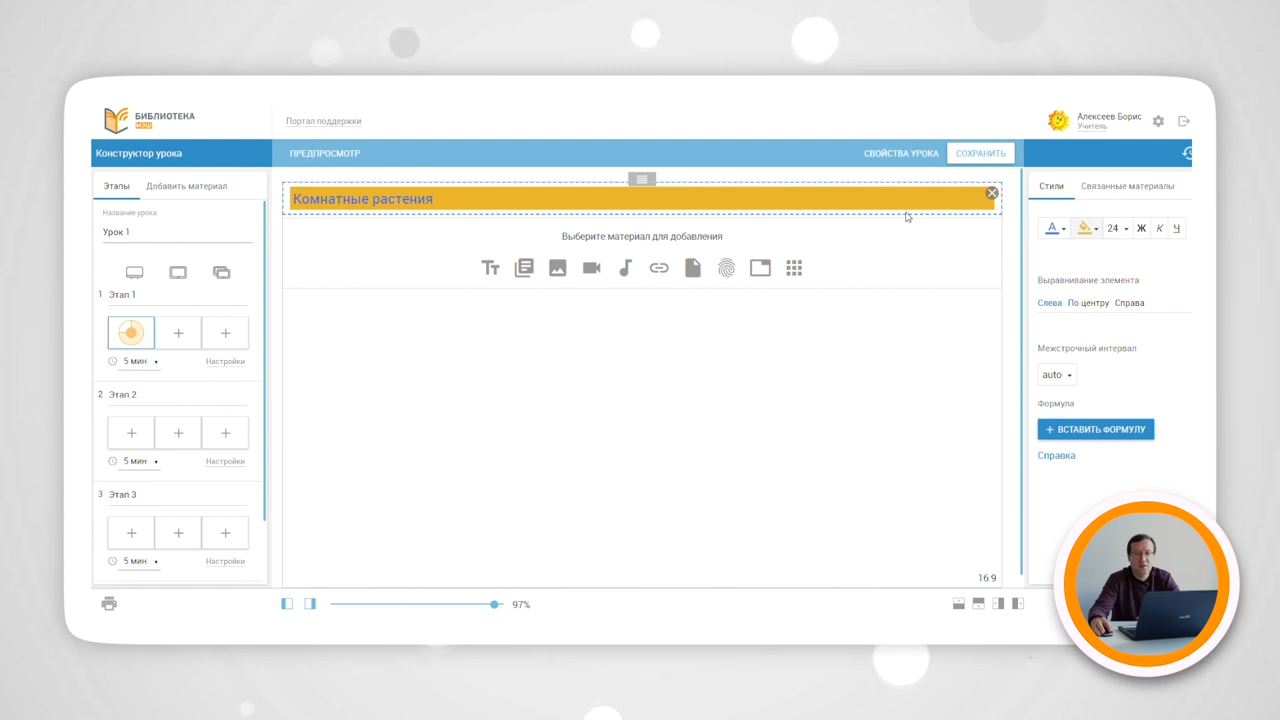 БИБЛИОТЕКА
МЭШ
Портал поддержки
Алексеев Борис
Учитель
Конструктор урока
ПРЕДПРОСМОТР
СВОЙСТВА УРОКА
СОХРАНИТЬ
Этапы
Добавить материал
Название урока
Урок 1
1 Этап 1
5 мин
Настройки
2 Этап 2
5 мин
Настройки
3 Этап 3
5 мин
Настройки
Комнатные растения
Выберите материал для добавления
Тт
16:9
97%
Стили
Связанные материалы
А
24
Ж
К
Ч
Выравнивание элемента
Слева По центру Справа
Межстрочный интервал
auto
Формула
+ ВСТАВИТЬ ФОРМУЛУ
Справка